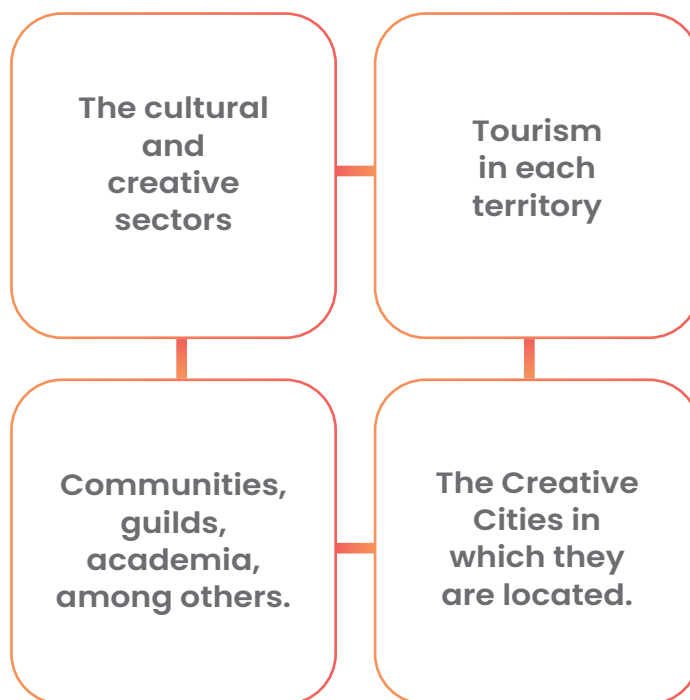 The cultural
and
creative
sectors
Tourism
in each
territory
Communities,
guilds,
academia,
among others.
The Creative
Cities in
which they
are located.